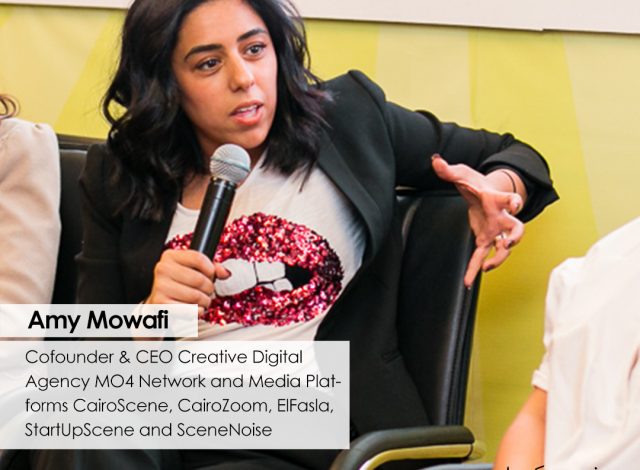 Amy Mowafi
Cofounder & CEO Creative Digital
Agency MO4 Network and Media Plat-
forms CairoScene, CairoZoom, ElFasla,
StartUpScene and SceneNoise